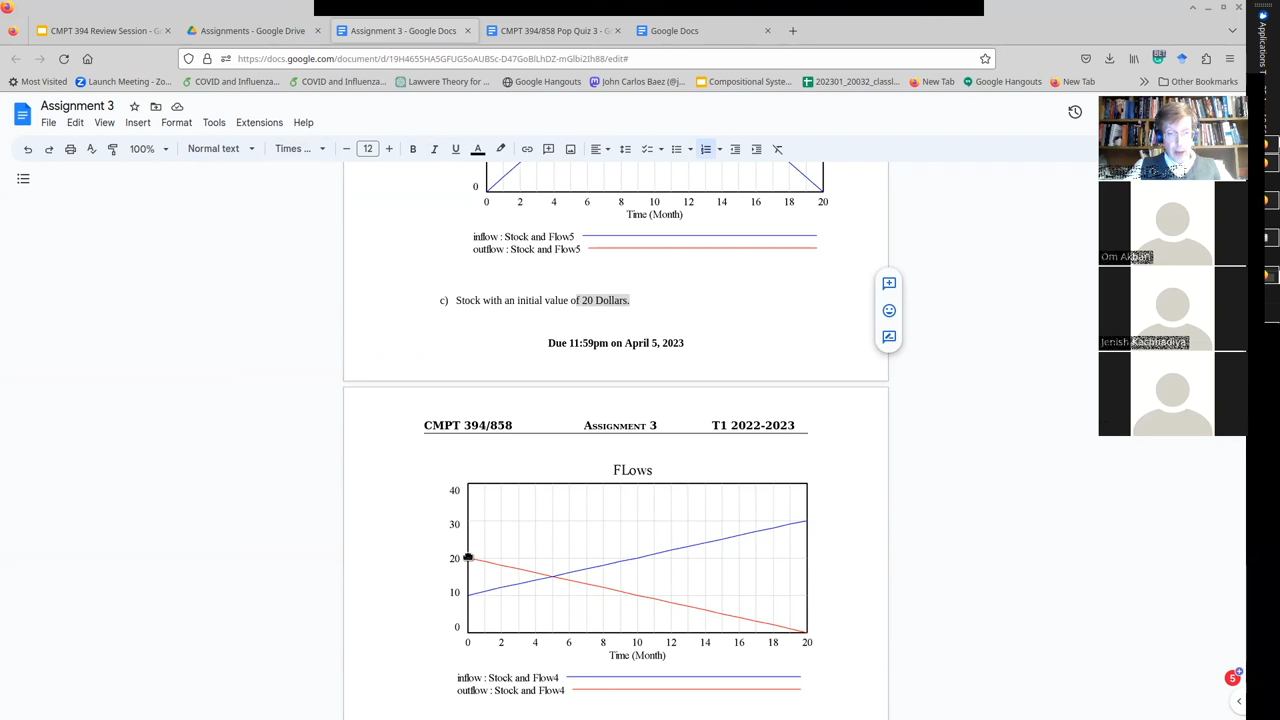 CMPT 394 Review Session - G
Assignments - Google Drive
Assignment 3 - Google Docs
CMPT 394/858 Pop Quiz 3 - G
Google Docs
https://docs.google.com/document/d/19H4655HA5GFUG5oAUBSc-D47GoBlLhDZ-mGlbi2Ih88/edit#
Most Visited
Launch Meeting - Zo...
COVID and Influenza...
COVID and Influenza...
Lawvere Theory for l...
Google Hangouts
John Carlos Baez (@j...
Compositional Syste...
202301_20032_classl...
New Tab
Google Hangouts
New Tab
Other Bookmarks
Applications
Assignment 3
File Edit View Insert Format Tools Extensions Help
100% Normal text Times ... 12
0
0 2 4 6 8 10 12 14 16 18 20
Time (Month)
inflow : Stock and Flow5
outflow : Stock and Flow5
c) Stock with an initial value of 20 Dollars.
Due 11:59pm on April 5, 2023
CMPT 394/858 Assignment 3 T1 2022-2023
FLows
40
30
20
10
0
0 2 4 6 8 10 12 14 16 18 20
Time (Month)
inflow : Stock and Flow4
outflow : Stock and Flow4
Om Akbari
Jenish Kachhadiya
5